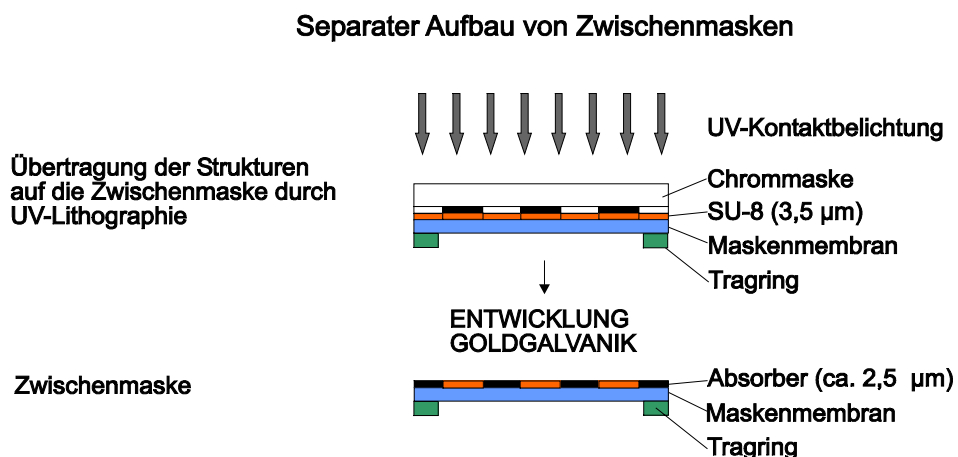 Separater Aufbau von Zwischenmasken
UV-Kontaktbelichtung
Übertragung der Strukturen
auf die Zwischenmaske durch
UV-Lithographie
Chrommaske
SU-8 (3,5 µm)
Maskenmembran
Tragring
ENTWICKLUNG
GOLDGALVANIK
Zwischenmaske
Absorber (ca. 2,5 µm)
Maskenmembran
Tragring